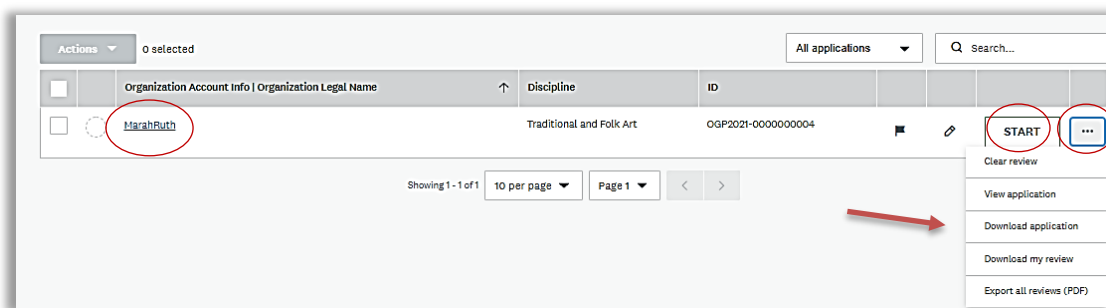 Actions 0 selected All applications Search...
Organization Account Info | Organization Legal Name Discipline ID
MarahRuth Traditional and Folk Art OGP2021-0000000004 START ...
Clear review
Showing 1 - 1 of 1 10 per page Page 1
View application
Download application
Download my review
Export all reviews (PDF)